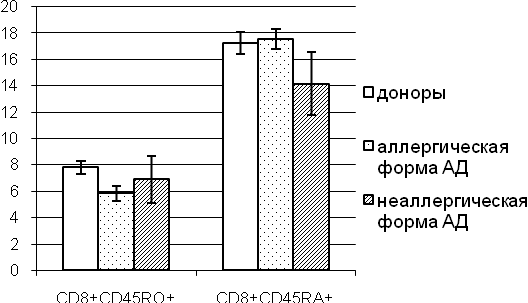 20
18
16
14
12
10
8
6
4
2
0
CD8+CD45RO+
CD8+CD45RA+
доноры
аллергическая
форма АД
неаллергическая
форма АД